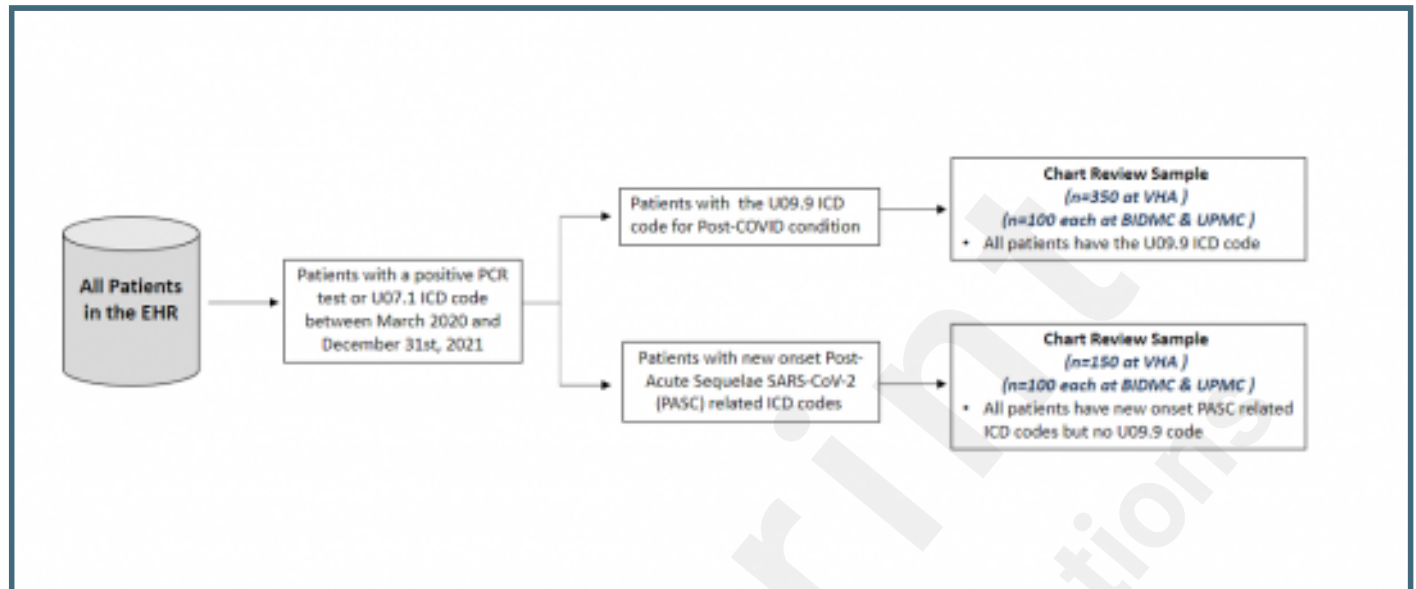 All Patients
in the EHR
Patients with a positive PCR
test or U07.1 ICD code
between March 2020 and
December 31st, 2021
Patients with the U09.9 ICD
code for Post-COVID condition
Chart Review Sample
(n=350 at VHA )
(n=100 each at BIDMC & UPMC )
• All patients have the U09.9 ICD code
Patients with new onset Post-
Acute Sequelae SARS-CoV-2
(PASC) related ICD codes
Chart Review Sample
(n=150 at VHA )
(n=100 each at BIDMC & UPMC )
• All patients have new onset PASC related
ICD codes but no U09.9 code
rint
tions